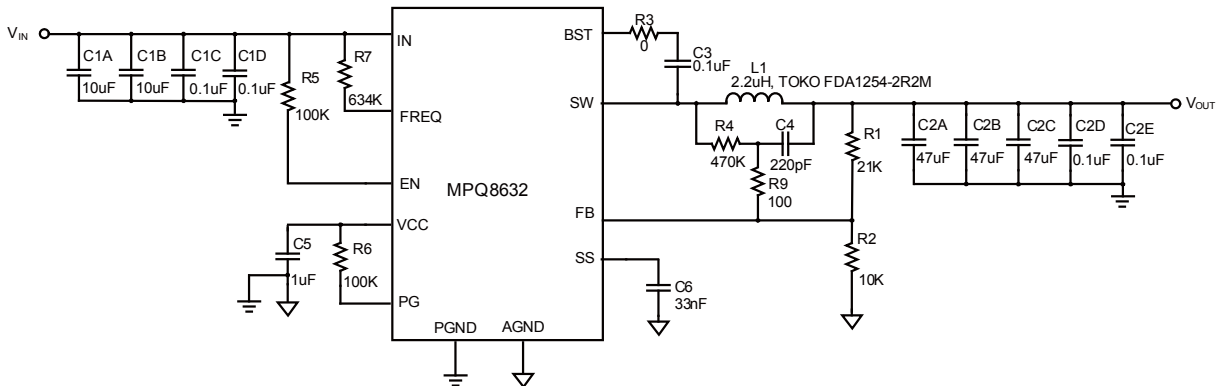 VIN
C1A
10uF
C1B
10uF
C1C
0.1uF
C1D
0.1uF
R5
100K
R7
634K
IN
FREQ
EN
VCC
PG
C5
1uF
R6
100K
MPQ8632
PGND
AGND
BST
SW
FB
SS
R3
0
C3
0.1uF
L1
2.2uH, TOKO FDA1254-2R2M
R4
470K
C4
220pF
R9
100
R1
21K
R2
10K
C6
33nF
C2A
47uF
C2B
47uF
C2C
47uF
C2D
0.1uF
C2E
0.1uF
VOUT